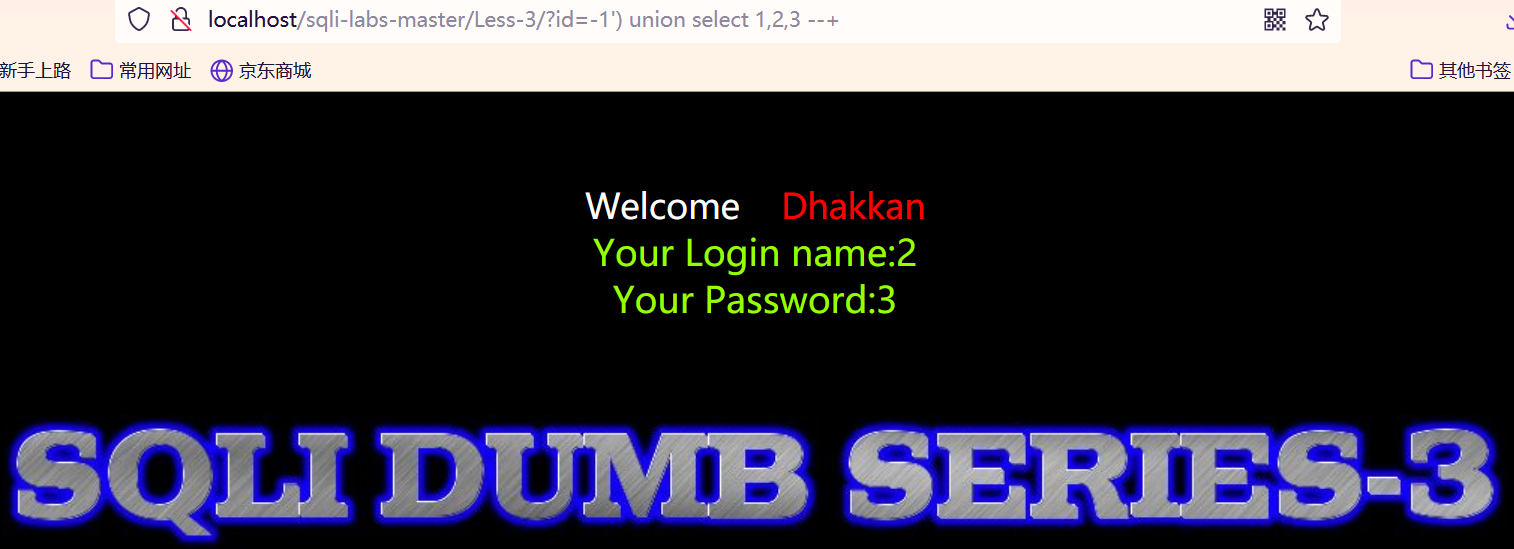 localhost/sqli-labs-master/Less-3/?id=-1') union select 1,2,3 --+
新手上路 常用网址 京东商城 其他书签
Welcome Dhakkan
Your Login name:2
Your Password:3
SQLI DUMB SERIES-3